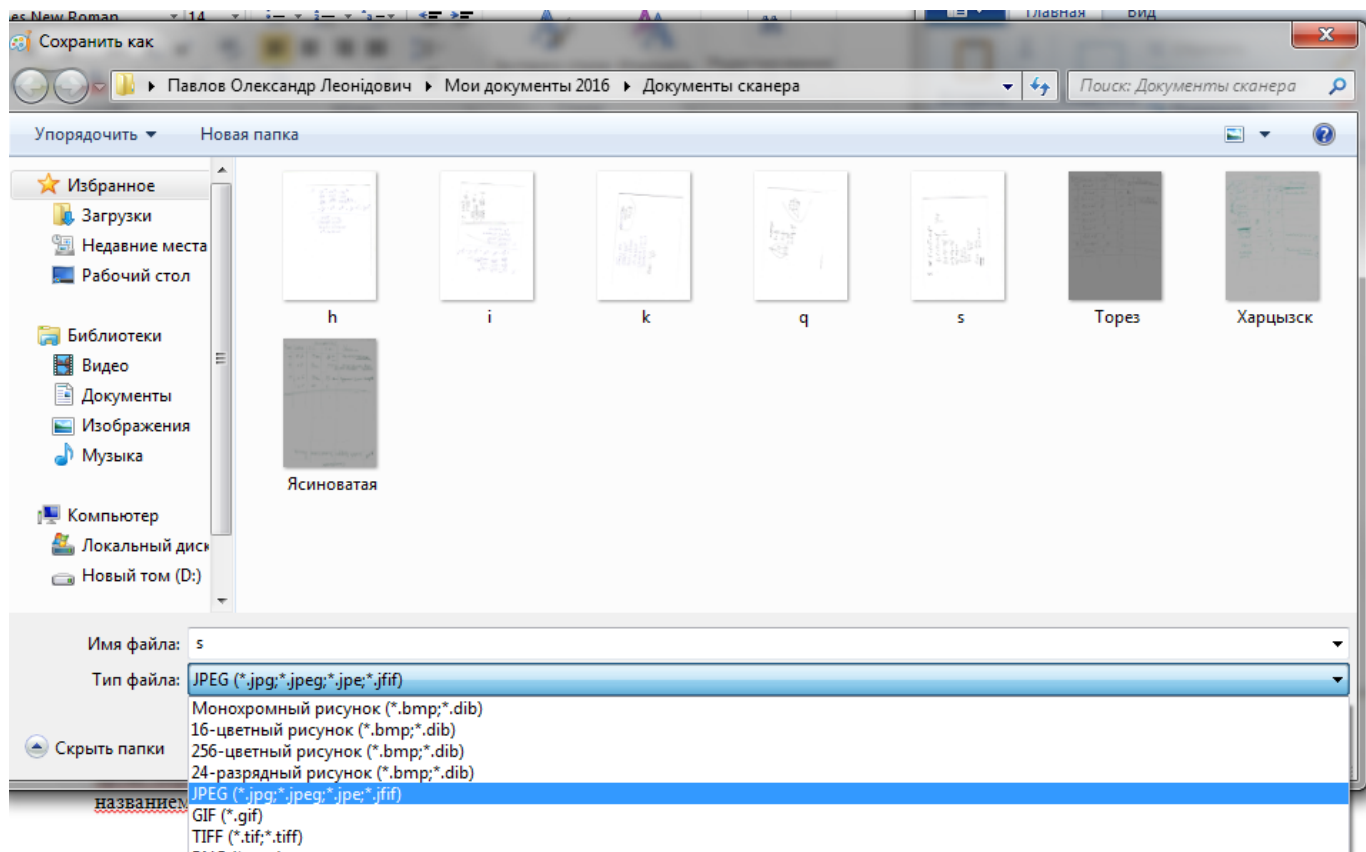 es New Roman 14
Главная Вид
Сохранить как
Павлов Олександр Леонідович Мои документы 2016 Документы сканера
Поиск: Документы сканера
Упорядочить Новая папка
Избранное
Загрузки
Недавние места
Рабочий стол
Библиотеки
Видео
Документы
Изображения
Музыка
Компьютер
Локальный диск
Новый том (D:)
h i k q s Торез Харцызск
Ясиноватая
Имя файла: s
Тип файла: JPEG (*.jpg;*.jpeg;*.jpe;*.jfif)
Монохромный рисунок (*.bmp;*.dib)
16-цветный рисунок (*.bmp;*.dib)
256-цветный рисунок (*.bmp;*.dib)
24-разрядный рисунок (*.bmp;*.dib)
JPEG (*.jpg;*.jpeg;*.jpe;*.jfif)
GIF (*.gif)
TIFF (*.tif;*.tiff)
Скрыть папки
названием